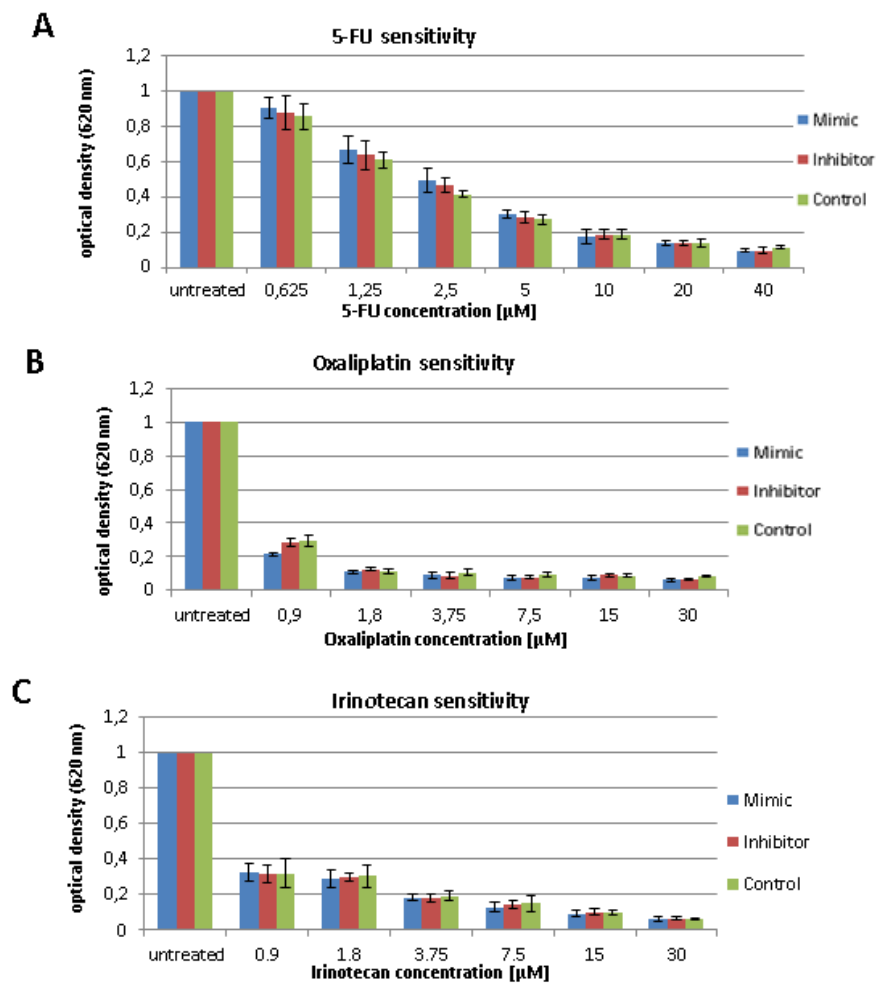 A
5-FU sensitivity
optical density (620 nm)
1,2
1
0,8
0,6
0,4
0,2
0
untreated 0,625 1,25 2,5 5 10 20 40
5-FU concentration [µM]
Mimic
Inhibitor
Control
B
Oxaliplatin sensitivity
optical density (620 nm)
1,2
1
0,8
0,6
0,4
0,2
0
untreated 0,9 1,8 3,75 7,5 15 30
Oxaliplatin concentration [µM]
Mimic
Inhibitor
Control
C
Irinotecan sensitivity
optical density (620 nm)
1,2
1
0,8
0,6
0,4
0,2
0
untreated 0.9 1.8 3.75 7.5 15 30
Irinotecan concentration [µM]
Mimic
Inhibitor
Control